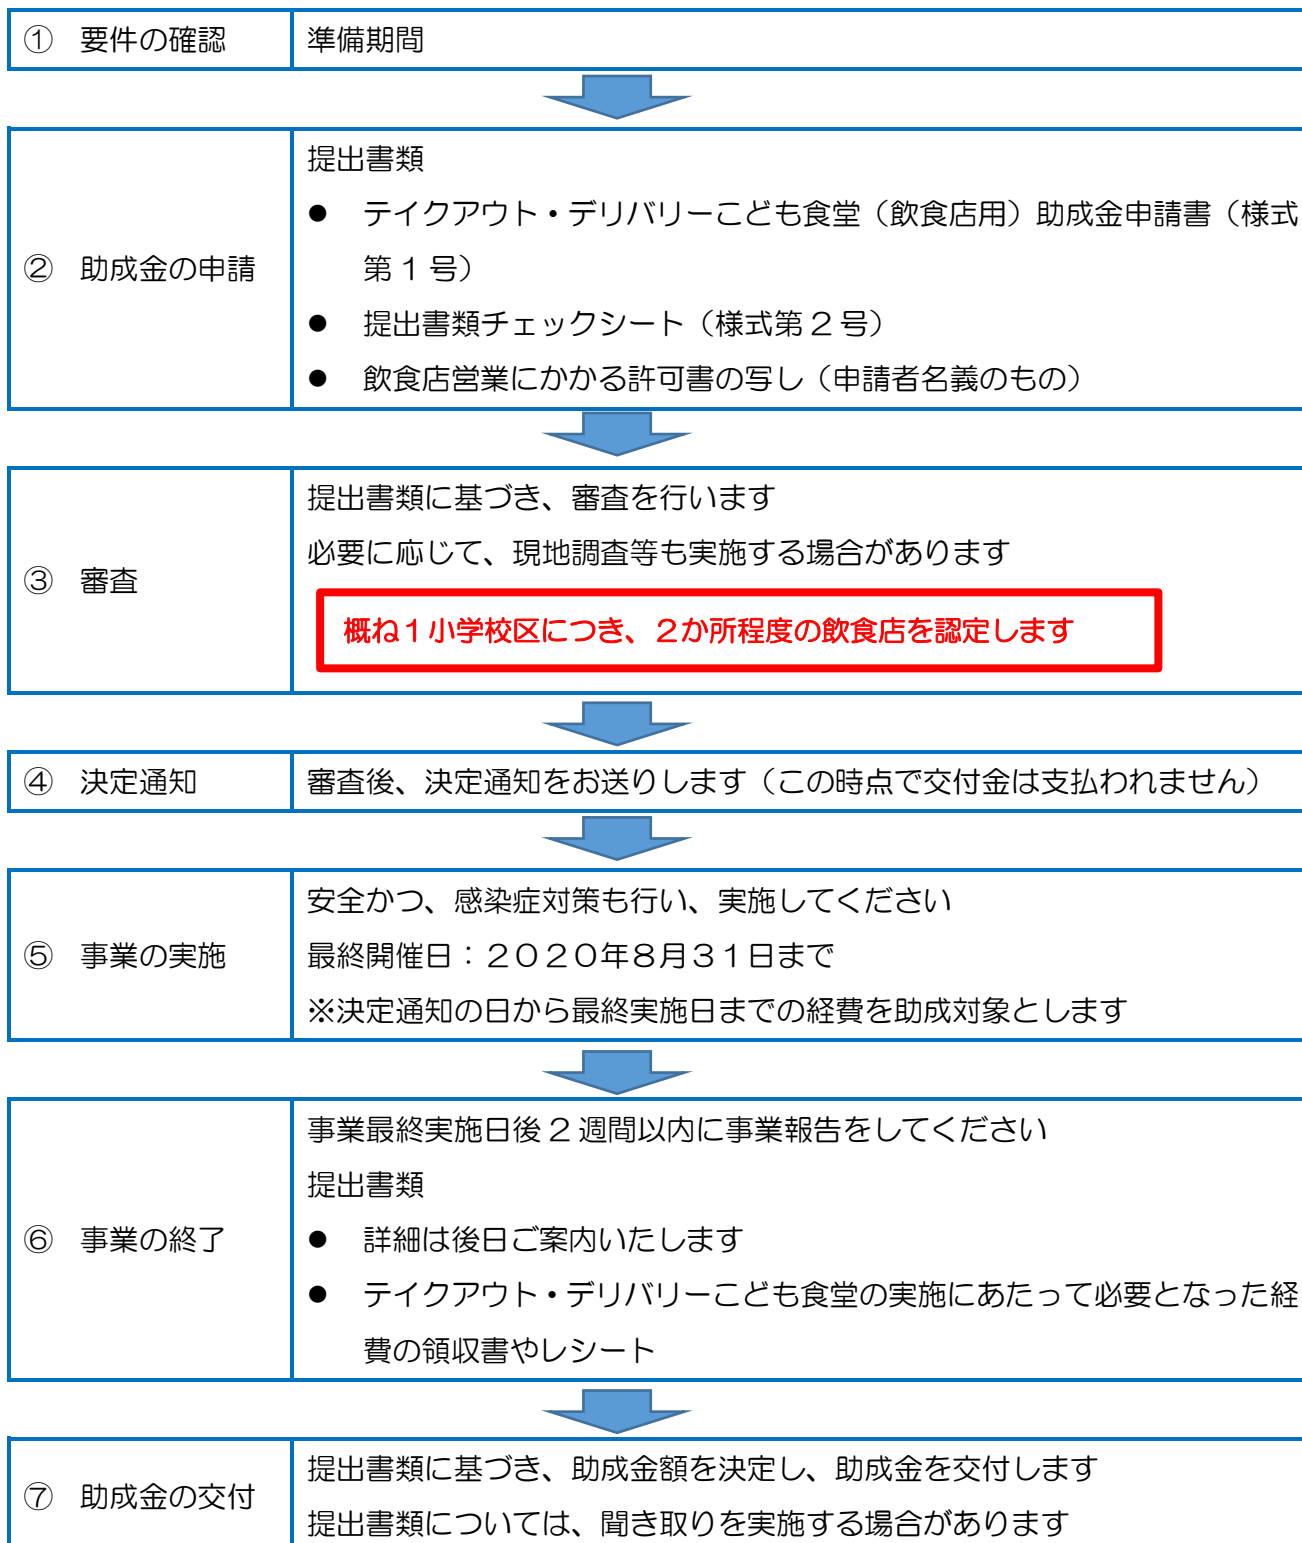 ① 要件の確認
準備期間
② 助成金の申請
提出書類
● テイクアウト・デリバリーこども食堂（飲食店用）助成金申請書（様式
第１号）
● 提出書類チェックシート（様式第２号）
● 飲食店営業にかかる許可書の写し（申請者名義のもの）
③ 審査
提出書類に基づき、審査を行います
必要に応じて、現地調査等も実施する場合があります
概ね１小学校区につき、２か所程度の飲食店を認定します
④ 決定通知
審査後、決定通知をお送りします（この時点で交付金は支払われません）
⑤ 事業の実施
安全かつ、感染症対策も行い、実施してください
最終開催日：２０２０年８月３１日まで
※決定通知の日から最終実施日までの経費を助成対象とします
⑥ 事業の終了
事業最終実施日後２週間以内に事業報告をしてください
提出書類
● 詳細は後日ご案内いたします
● テイクアウト・デリバリーこども食堂の実施にあたって必要となった経
費の領収書やレシート
⑦ 助成金の交付
提出書類に基づき、助成金額を決定し、助成金を交付します
提出書類については、聞き取りを実施する場合があります